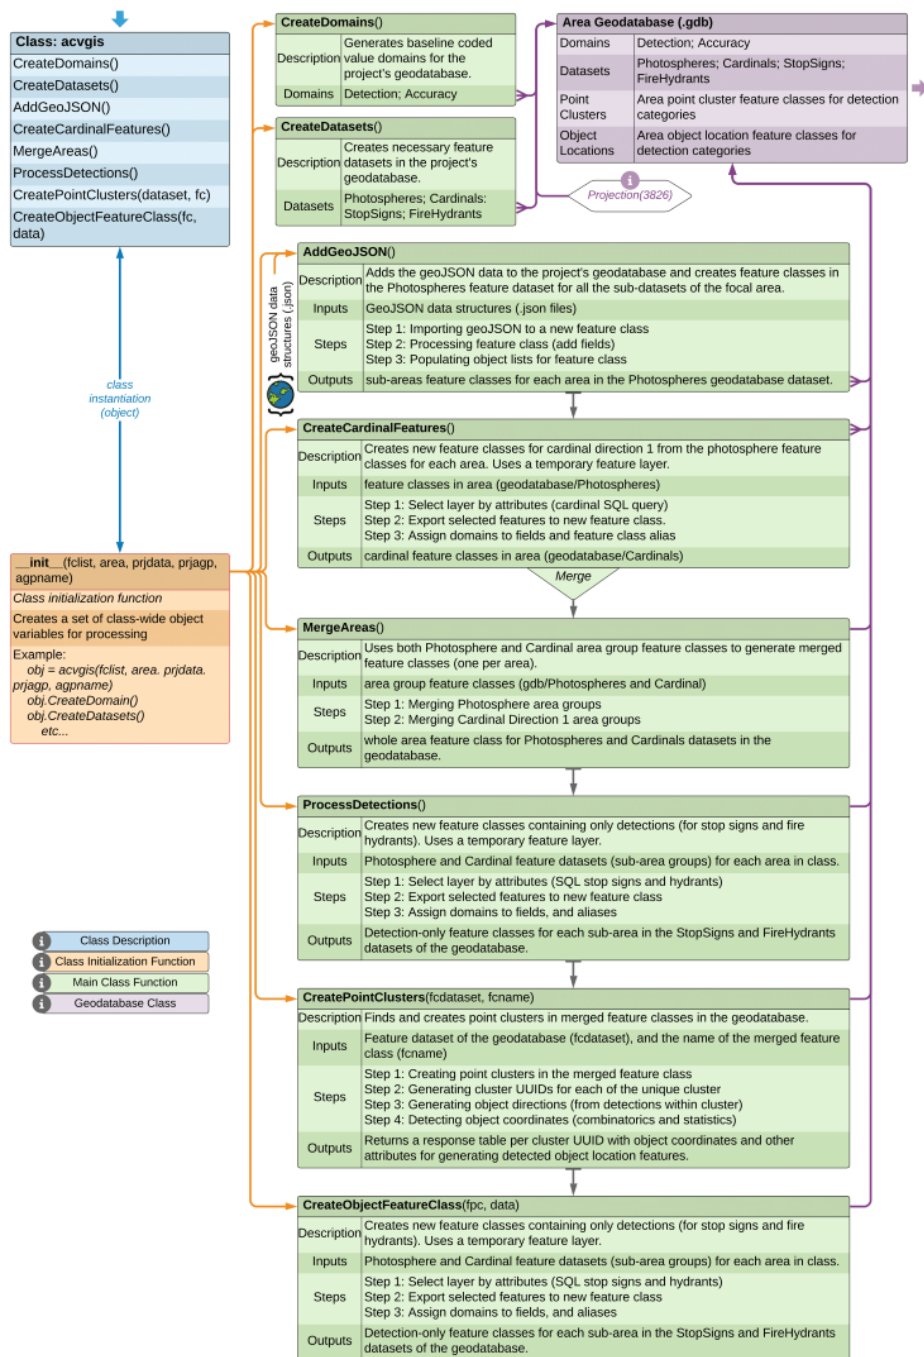 Class: acvgis
CreateDomains()
CreateDatasets()
AddGeoJSON()
CreateCardinalFeatures()
MergeAreas()
ProcessDetections()
CreatePointClusters(dataset, fc)
CreateObjectFeatureClass(fc,
data)
class
instantiation
(object)
__init__(fclist, area, prjdata, prjagp,
agpname)
Class initialization function
Creates a set of class-wide object
variables for processing
Example:
obj = acvgis(fclist, area. prjdata.
prjagp, agpname)
obj.CreateDomain()
obj.CreateDatasets()
etc...
Class Description
Class Initialization Function
Main Class Function
Geodatabase Class
CreateDomains()
Description
Generates baseline coded
value domains for the
project's geodatabase.
Domains
Detection; Accuracy
CreateDatasets()
Description
Creates necessary feature
datasets in the project's
geodatabase.
Datasets
Photospheres; Cardinals:
StopSigns; FireHydrants
Area Geodatabase (.gdb)
Domains
Detection; Accuracy
Datasets
Photospheres; Cardinals; StopSigns;
FireHydrants
Point
Clusters
Area point cluster feature classes for detection
categories
Object
Locations
Area object location feature classes for
detection categories
Projection(3826)
geoJSON data
structures (.json)
AddGeoJSON()
Description
Adds the geoJSON data to the project's geodatabase and creates feature classes in
the Photospheres feature dataset for all the sub-datasets of the focal area.
Inputs
GeoJSON data structures (.json files)
Steps
Step 1: Importing geoJSON to a new feature class
Step 2: Processing feature class (add fields)
Step 3: Populating object lists for feature class
Outputs
sub-areas feature classes for each area in the Photospheres geodatabase dataset.
CreateCardinalFeatures()
Description
Creates new feature classes for cardinal direction 1 from the photosphere feature
classes for each area. Uses a temporary feature layer.
Inputs
feature classes in area (geodatabase/Photospheres)
Steps
Step 1: Select layer by attributes (cardinal SQL query)
Step 2: Export selected features to new feature class.
Step 3: Assign domains to fields and feature class alias
Outputs
cardinal feature classes in area (geodatabase/Cardinals)
Merge
MergeAreas()
Description
Uses both Photosphere and Cardinal area group feature classes to generate merged
feature classes (one per area).
Inputs
area group feature classes (gdb/Photospheres and Cardinal)
Steps
Step 1: Merging Photosphere area groups
Step 2: Merging Cardinal Direction 1 area groups
Outputs
whole area feature class for Photospheres and Cardinals datasets in the
geodatabase.
ProcessDetections()
Description
Creates new feature classes containing only detections (for stop signs and fire
hydrants). Uses a temporary feature layer.
Inputs
Photosphere and Cardinal feature datasets (sub-area groups) for each area in class.
Steps
Step 1: Select layer by attributes (SQL stop signs and hydrants)
Step 2: Export selected features to new feature class
Step 3: Assign domains to fields, and aliases
Outputs
Detection-only feature classes for each sub-area in the StopSigns and FireHydrants
datasets of the geodatabase.
CreatePointClusters(fcdataset, fcname)
Description
Finds and creates point clusters in merged feature classes in the geodatabase.
Inputs
Feature dataset of the geodatabase (fcdataset), and the name of the merged feature
class (fcname)
Steps
Step 1: Creating point clusters in the merged feature class
Step 2: Generating cluster UUIDs for each of the unique cluster
Step 3: Generating object directions (from detections within cluster)
Step 4: Detecting object coordinates (combinatorics and statistics)
Outputs
Returns a response table per cluster UUID with object coordinates and other
attributes for generating detected object location features.
CreateObjectFeatureClass(fpc, data)
Description
Creates new feature classes containing only detections (for stop signs and fire
hydrants). Uses a temporary feature layer.
Inputs
Photosphere and Cardinal feature datasets (sub-area groups) for each area in class.
Steps
Step 1: Select layer by attributes (SQL stop signs and hydrants)
Step 2: Export selected features to new feature class
Step 3: Assign domains to fields, and aliases
Outputs
Detection-only feature classes for each sub-area in the StopSigns and FireHydrants
datasets of the geodatabase.